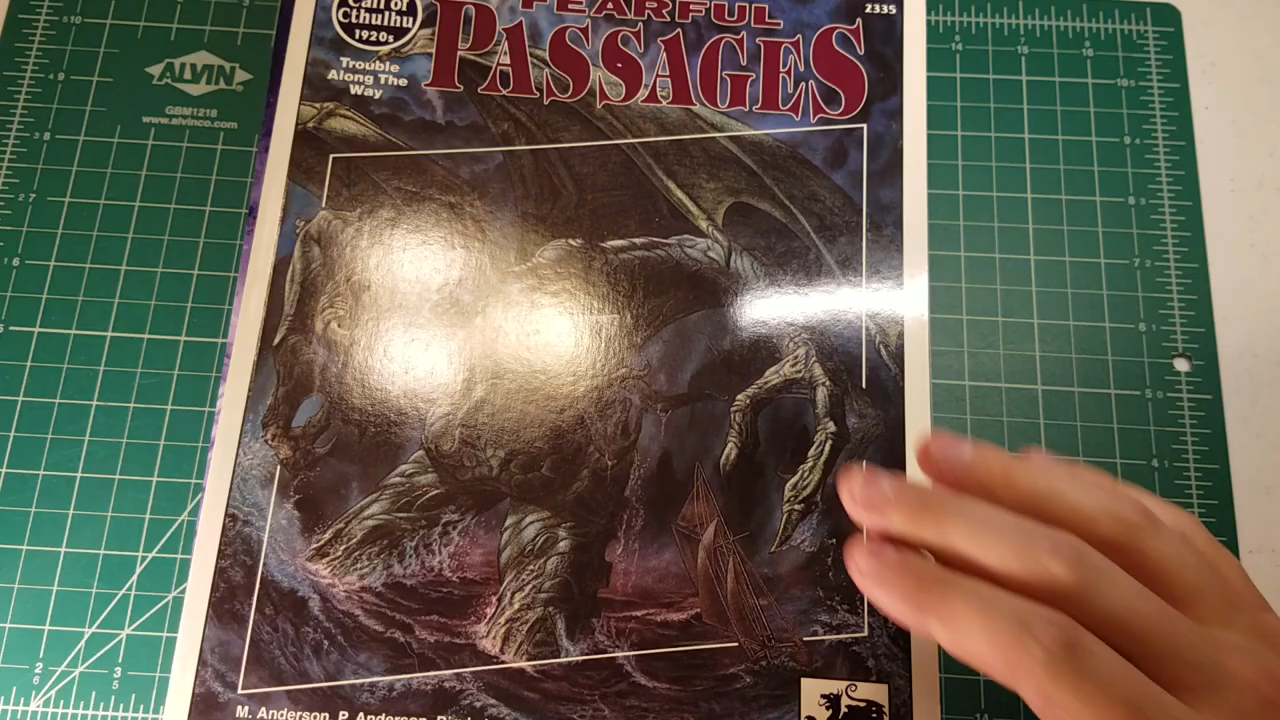 ALVIN
GBM1218
www.alvinco.com
Call of
Cthulhu
1920s
Trouble
Along The
Way
FEARFUL
PASSAGES
2335
M. Anderson, P. Anderson,